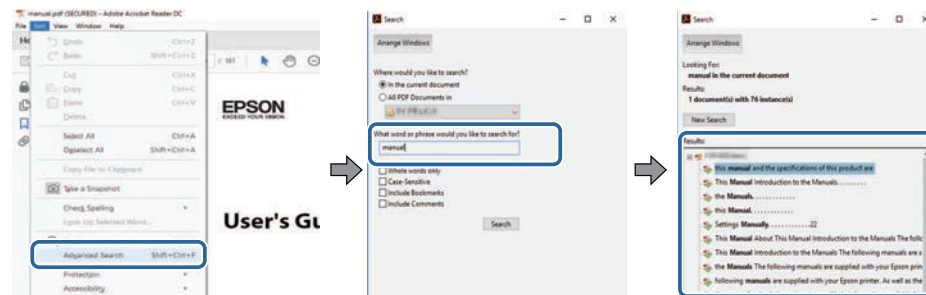 manual.pdf (SECURED) - Adobe Acrobat Reader DC
File Edit View Window Help
Undo Ctrl+Z
Redo Shift+Ctrl+Z
Cut Ctrl+X
Copy Ctrl+C
Paste Ctrl+V
Delete
Select All Ctrl+A
Deselect All Shift+Ctrl+A
Copy File to Clipboard
Take a Snapshot
Check Spelling
Look Up Selected Word...
Advanced Search Shift+Ctrl+F
Protection
Accessibility
/ 161
EPSON
EXCEED YOUR VISION
User's Gu
Search
Arrange Windows
Where would you like to search?
In the current document
All PDF Documents in
What word or phrase would you like to search for?
manual
Whole words only
Case-Sensitive
Include Bookmarks
Include Comments
Search
Search
Arrange Windows
Looking For:
manual in the current document
Results:
1 document(s) with 76 instance(s)
New Search
Results:
this manual and the specifications of this product are
This Manual Introduction to the Manuals. . . . . . . . .
the Manuals. . . . . . . . . . . . .
this Manual. . . . . . . . . . . . .
Settings Manually. . . . . . . . . . . . .22
This Manual About This Manual Introduction to the Manuals The follc
This Manual Introduction to the Manuals The following manuals are s
the Manuals The following manuals are supplied with your Epson prin
following manuals are supplied with your Epson printer. As well as the